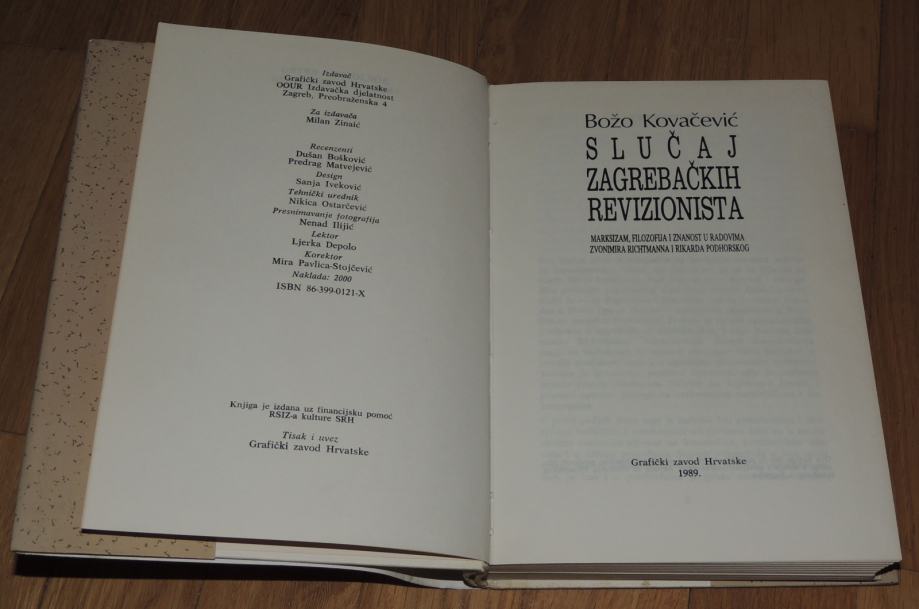 Izdavač
Grafički zavod Hrvatske
OOUR Izdavačka djelatnost
Zagreb, Preobraženska 4
Za izdavača
Milan Zinaić
Recenzenti
Dušan Bošković
Predrag Matvejević
Design
Sanja Iveković
Tehnički urednik
Nikica Ostarčević
Presnimavanje fotografija
Nenad Ilijić
Lektor
Ljerka Depolo
Korektor
Mira Pavlica-Stojčević
Naklada: 2000
ISBN 86-399-0121-X
Knjiga je izdana uz financijsku pomoć
RSIZ-a kulture SRH
Tisak i uvez
Grafički zavod Hrvatske
Božo Kovačević
SLUČAJ
ZAGREBAČKIH
REVIZIONISTA
MARKSIZAM, FILOZOFIJA I ZNANOST U RADOVIMA
ZVONIMIRA RICHTMANNA I RIKARDA PODHORSKOG
Grafički zavod Hrvatske
1989.